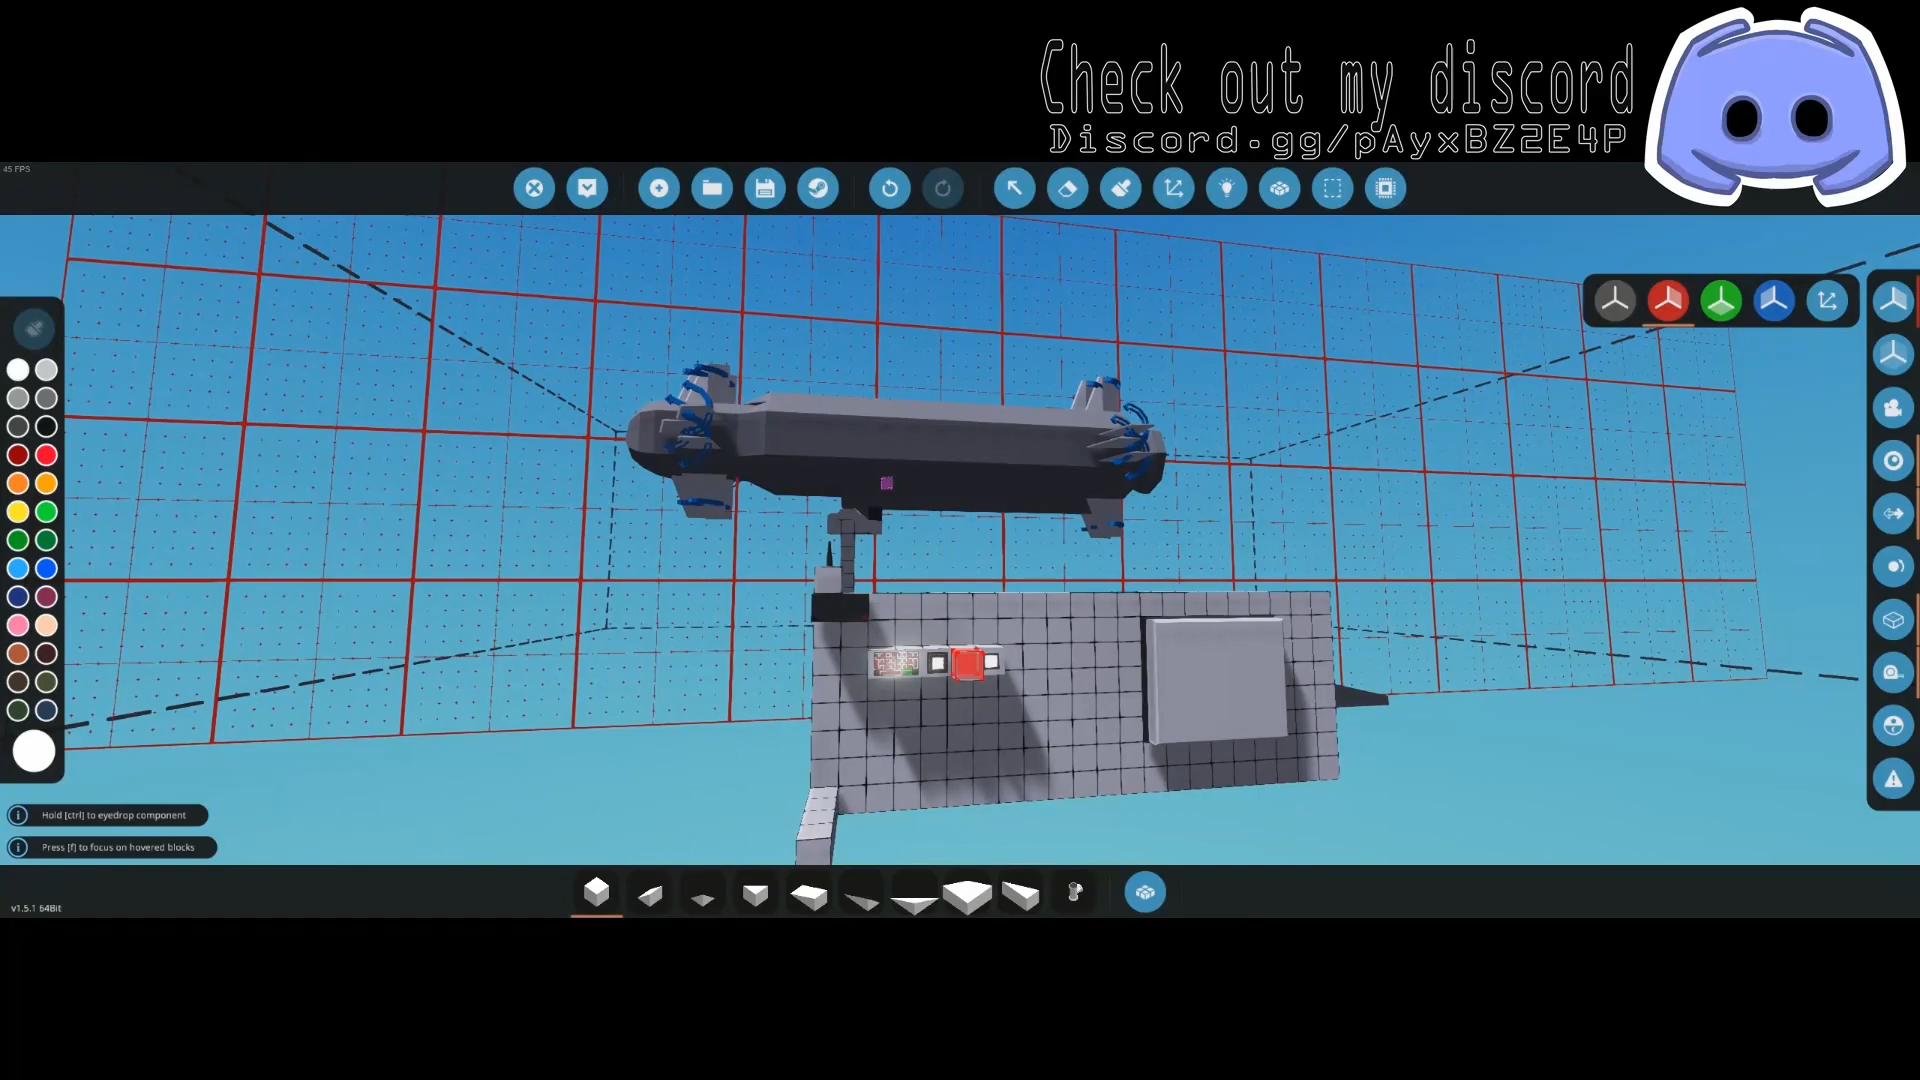 Check out my discord
Discord.gg/pAyxBZ2E4P
45 FPS
Hold [ctrl] to eyedrop component
Press [f] to focus on hovered blocks
v1.5.1 64Bit